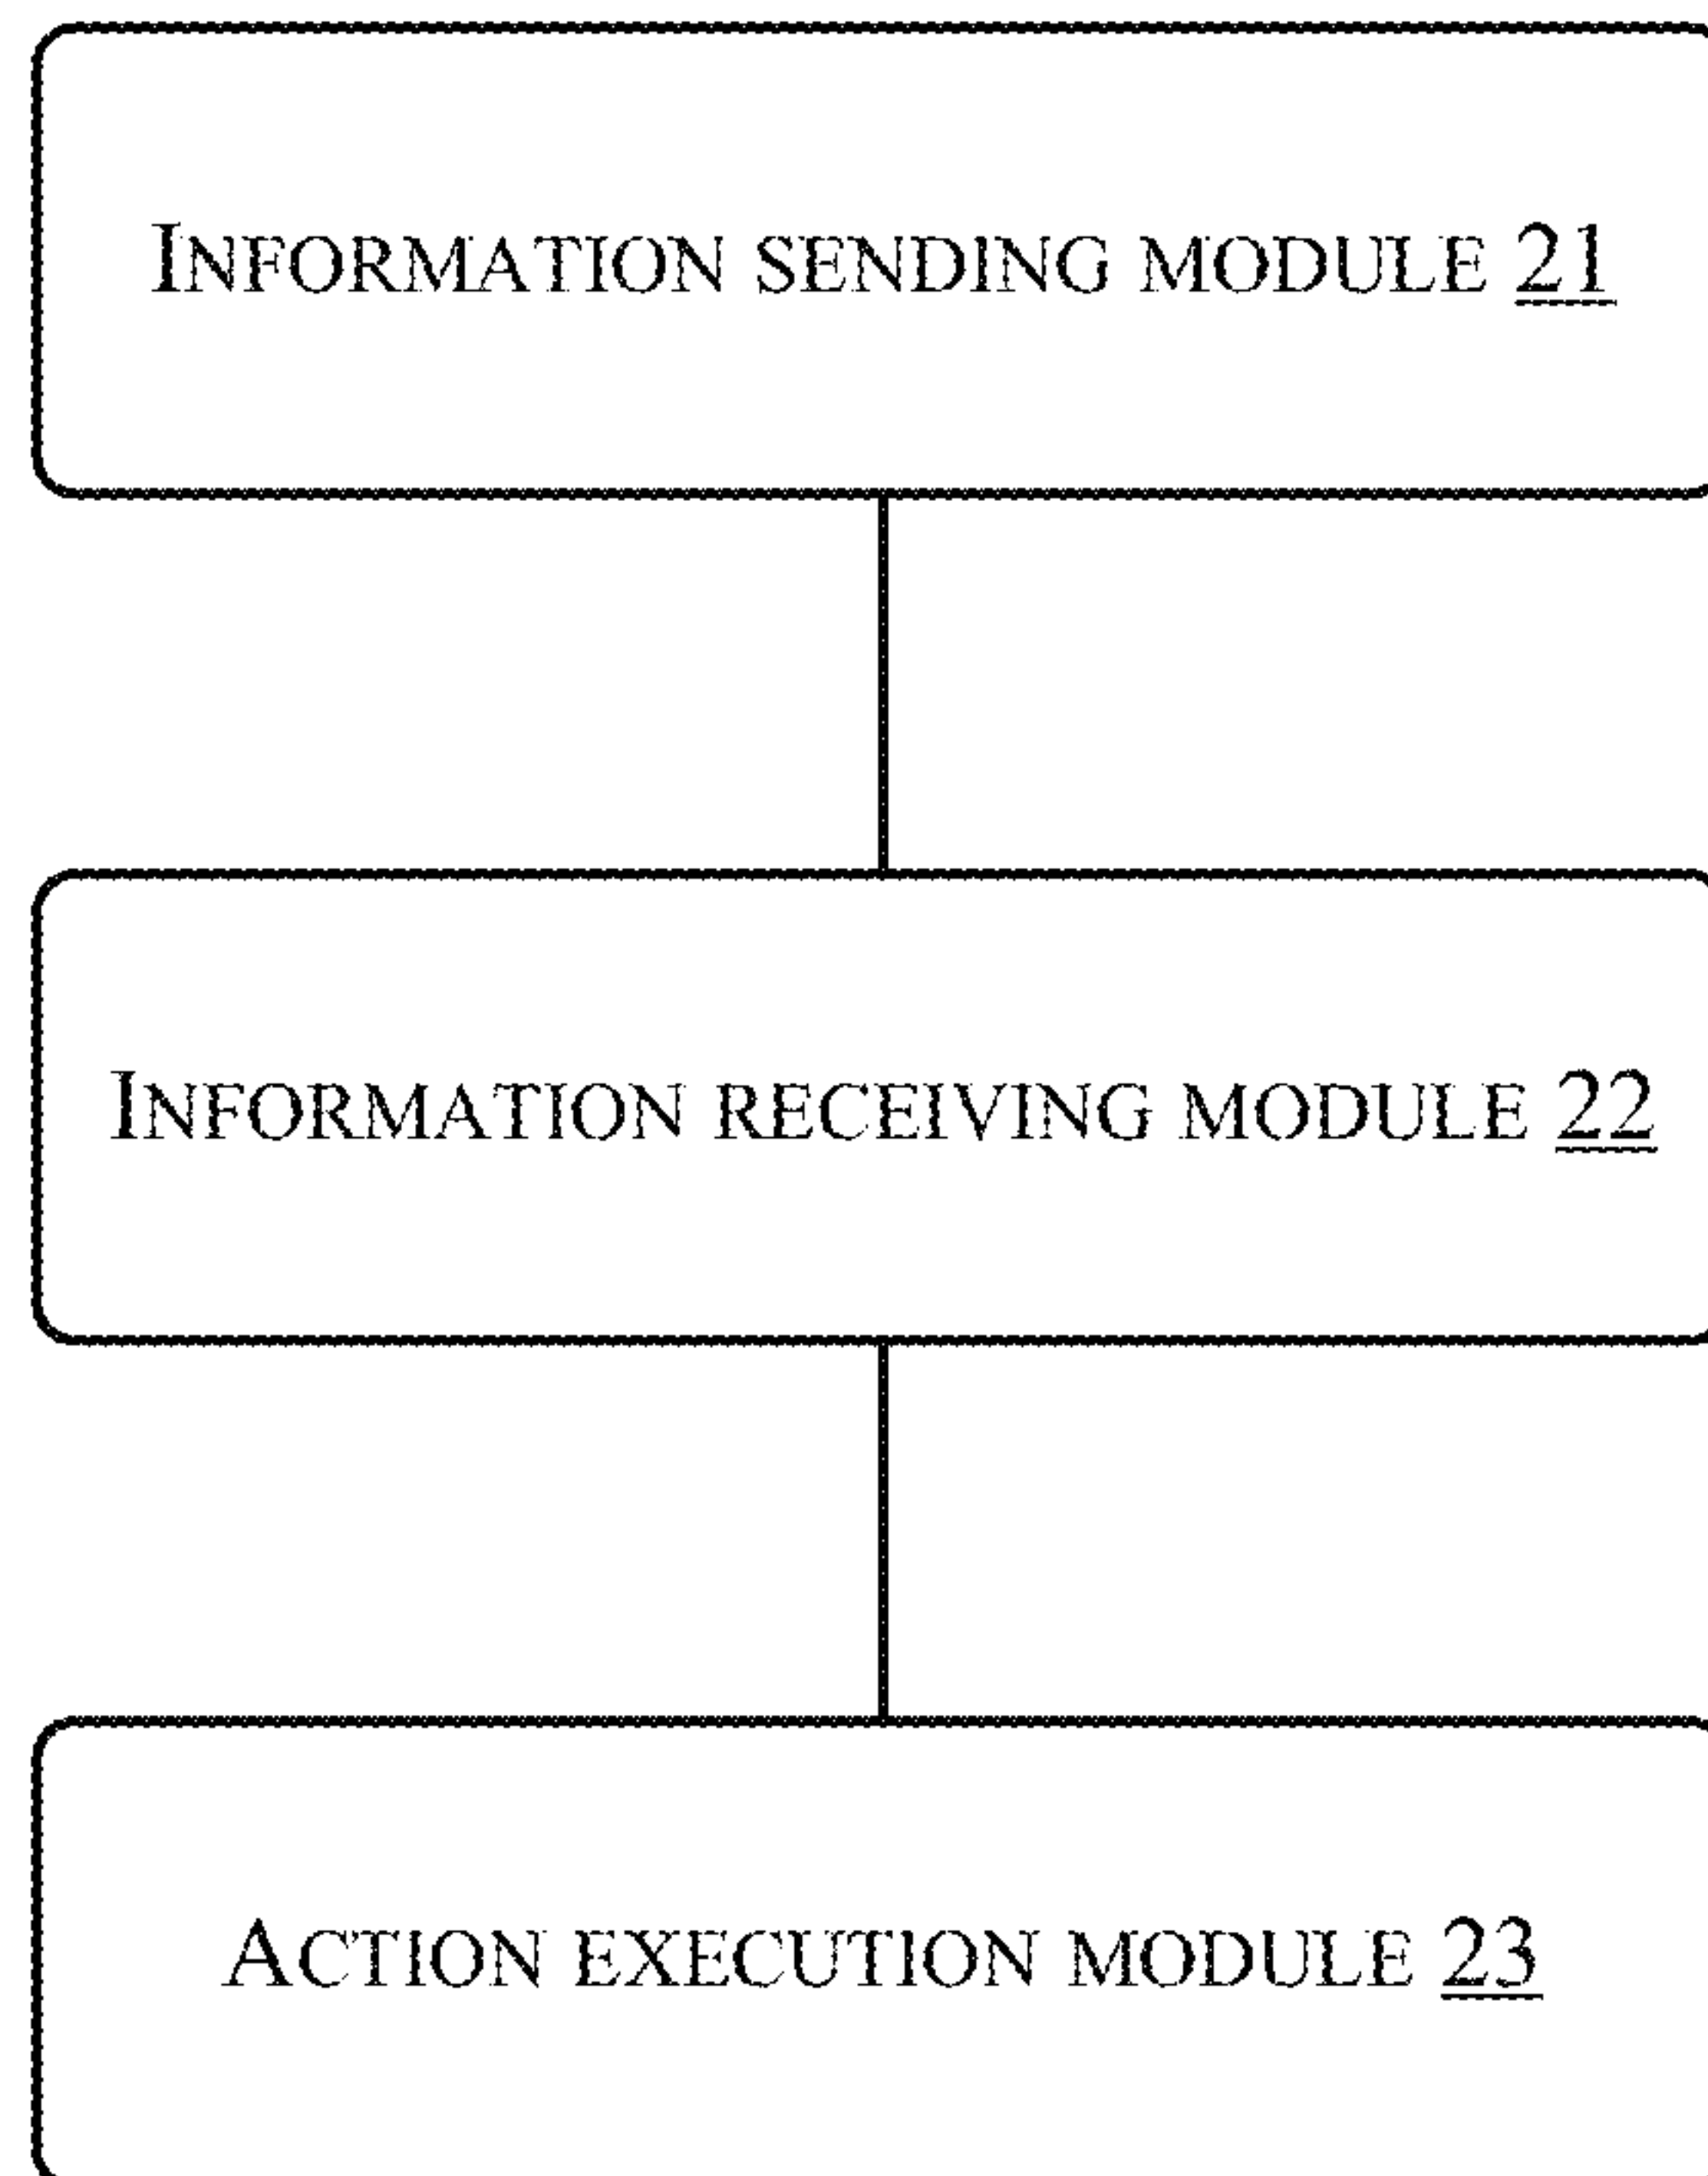 INFORMATION SENDING MODULE 21
INFORMATION RECEIVING MODULE 22
ACTION EXECUTION MODULE 23